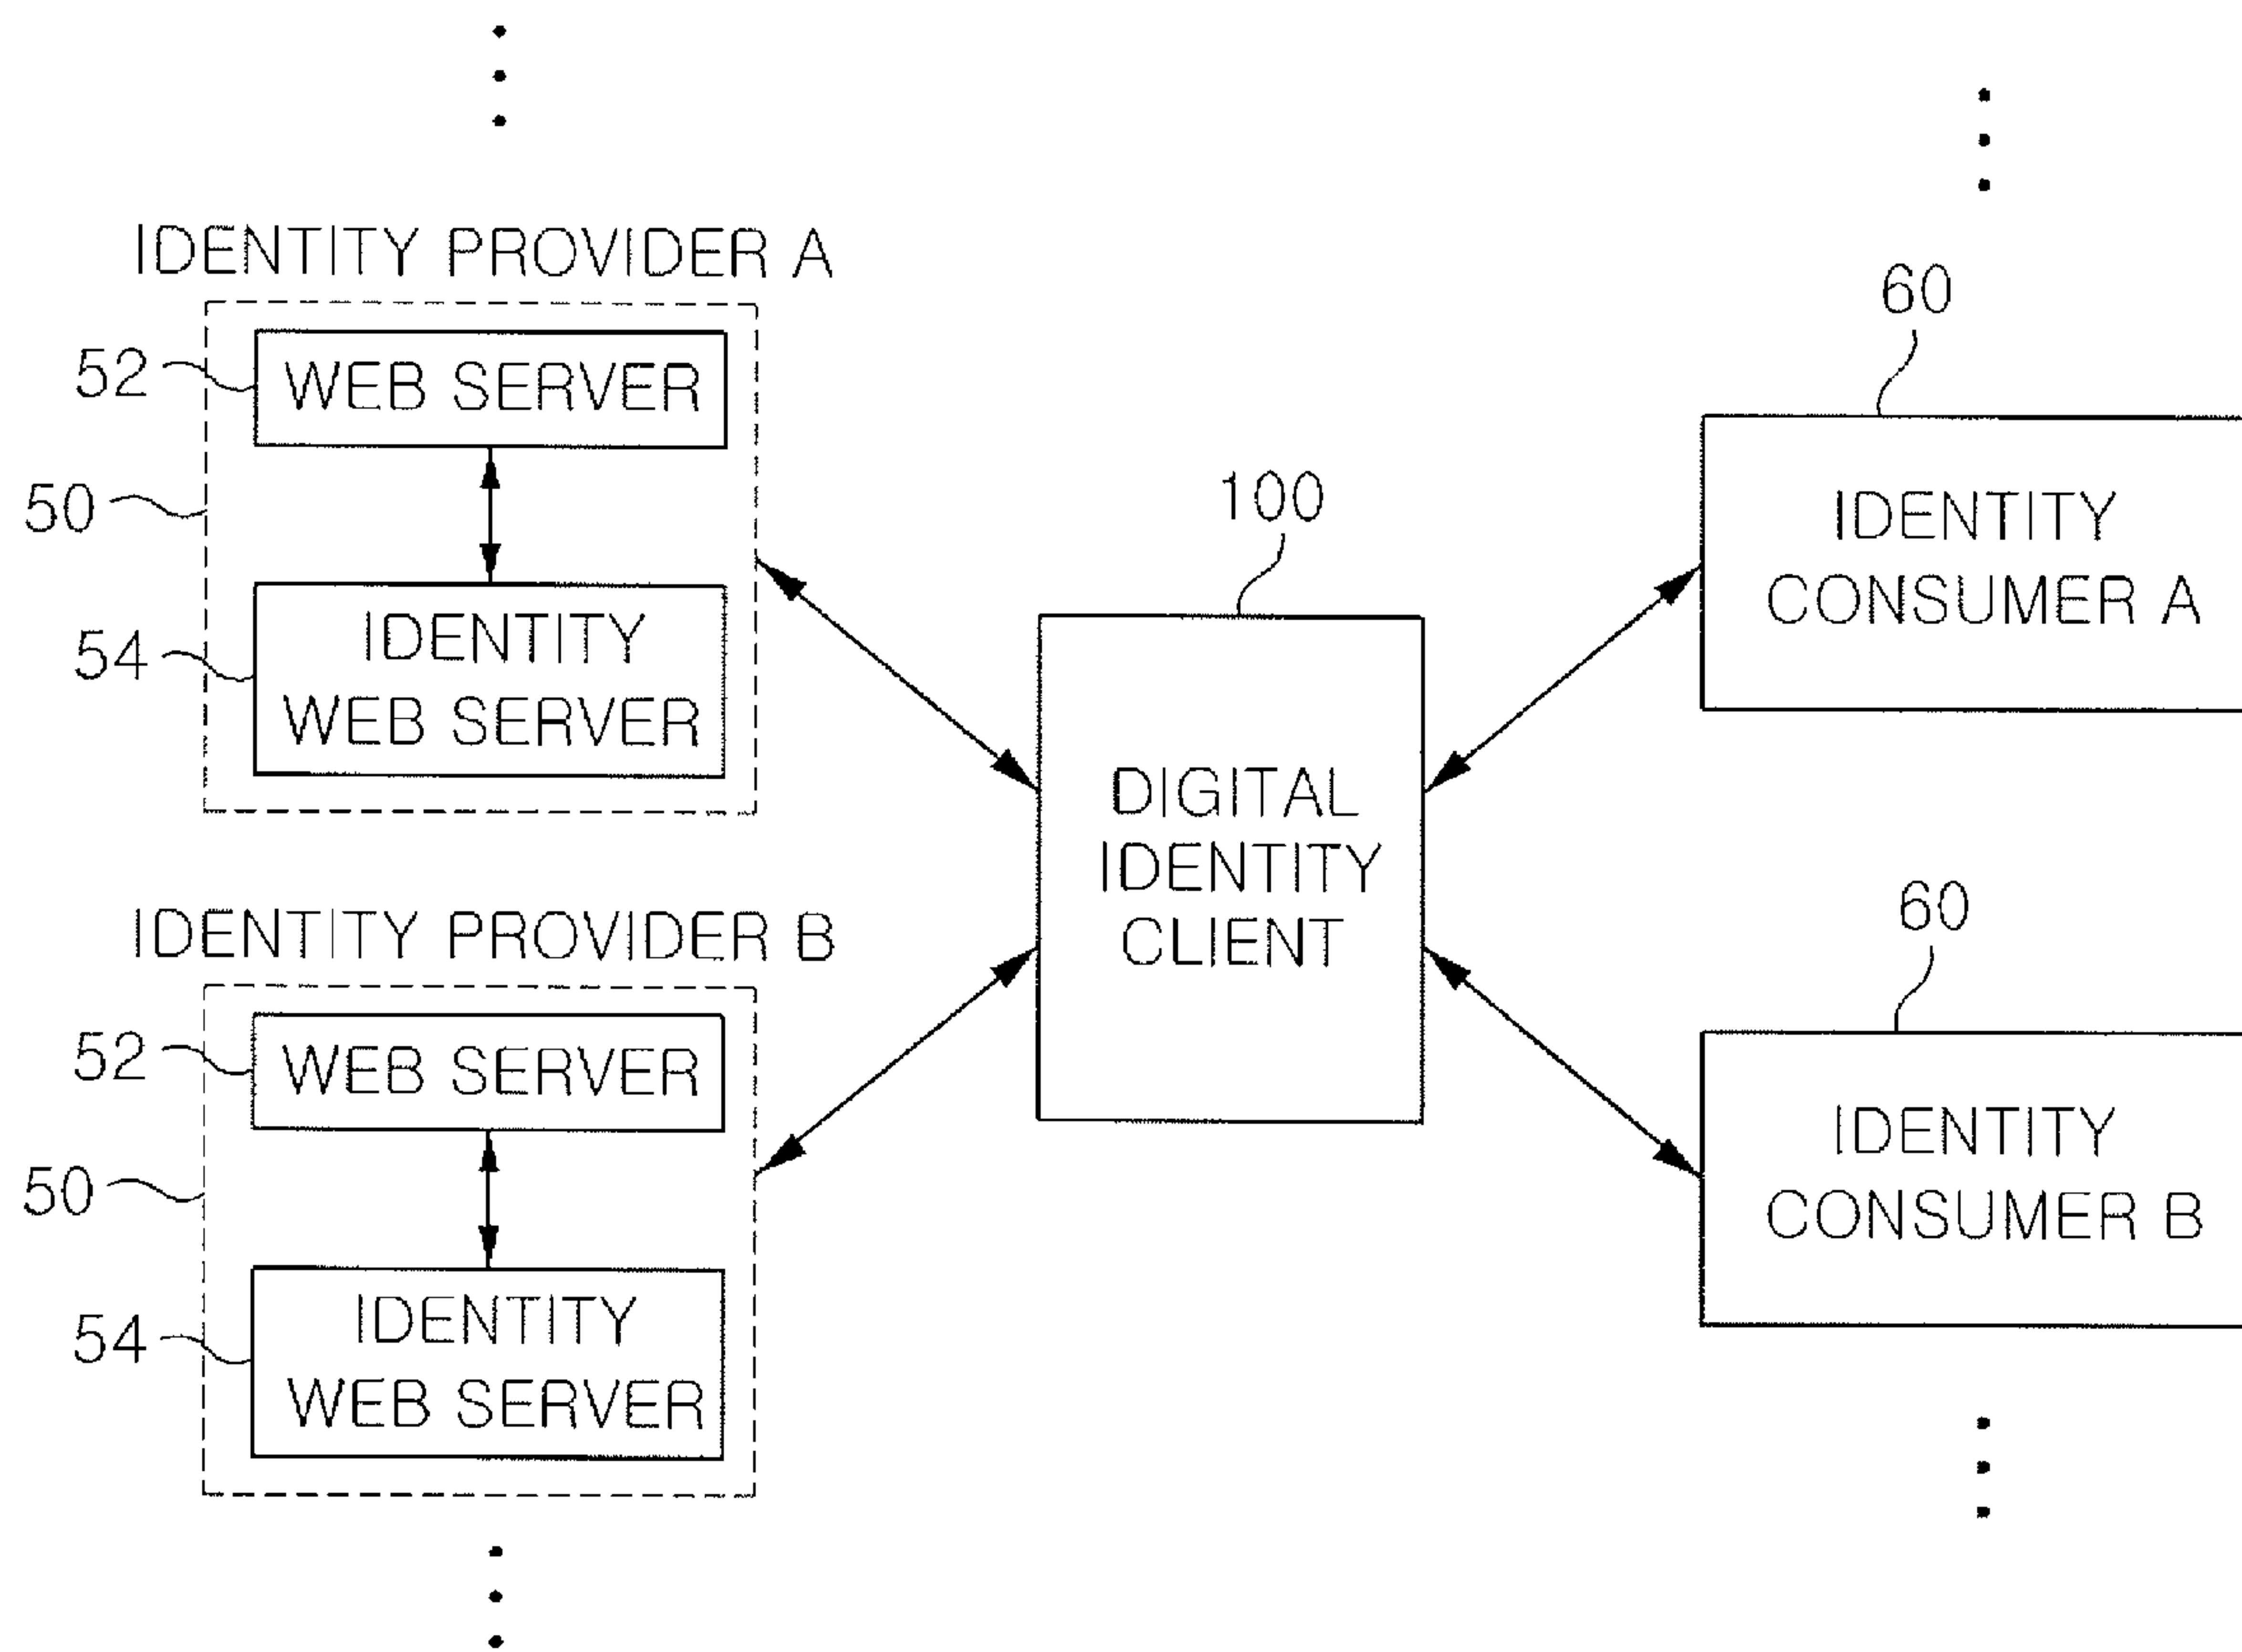 IDENTITY PROVIDER A
52
WEB SERVER
50
54
IDENTITY
WEB SERVER
IDENTITY PROVIDER B
52
WEB SERVER
50
54
IDENTITY
WEB SERVER
100
DIGITAL
IDENTITY
CLIENT
60
IDENTITY
CONSUMER A
60
IDENTITY
CONSUMER B